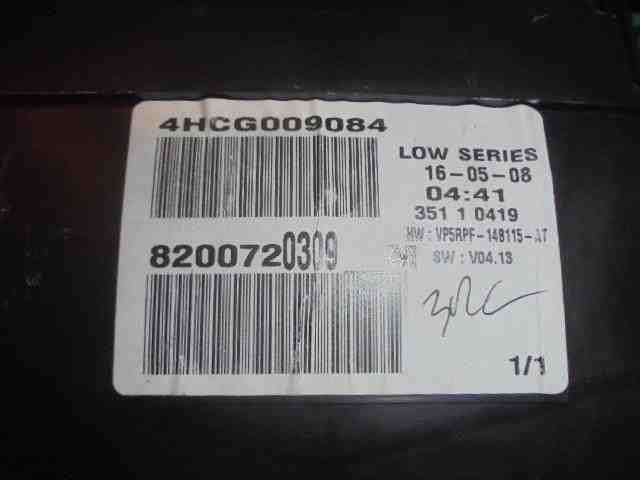 4HCG009084
LOW SERIES
16-05-08
04:41
351 1 0419
HW : VP5RPF-14B115-AT
SW : V04.13
8200720309
1/1